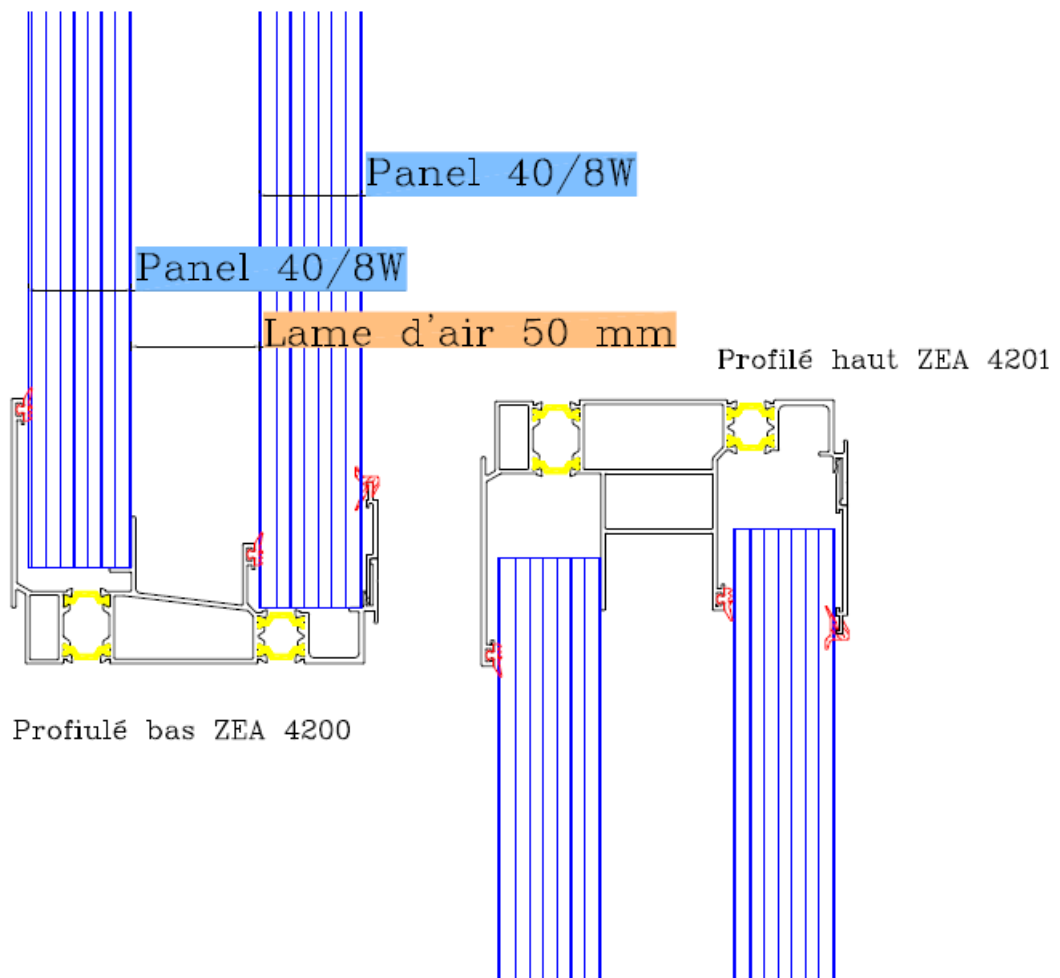 Panel 40/8W
Panel 40/8W
Lame d'air 50 mm
Profilé haut ZEA 4201
Profiulé bas ZEA 4200